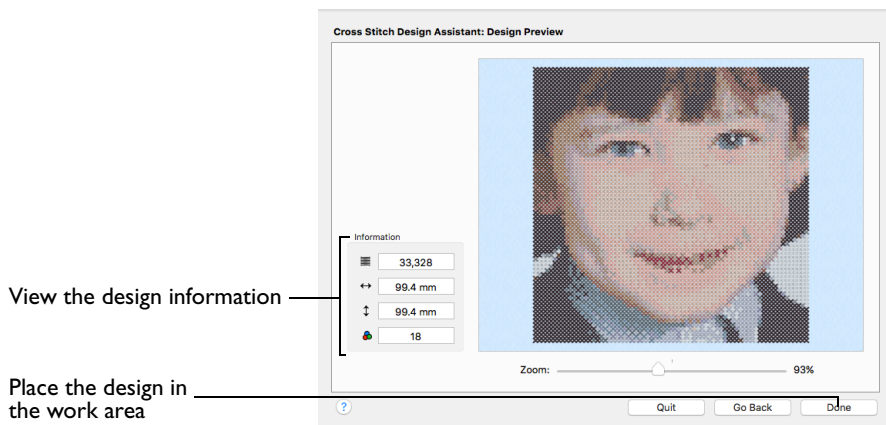 Cross Stitch Design Assistant: Design Preview
Information
33,328
99.4 mm
View the design information
99.4 mm
18
Zoom:
93%
Place the design in
the work area
?
Quit
Go Back
Done